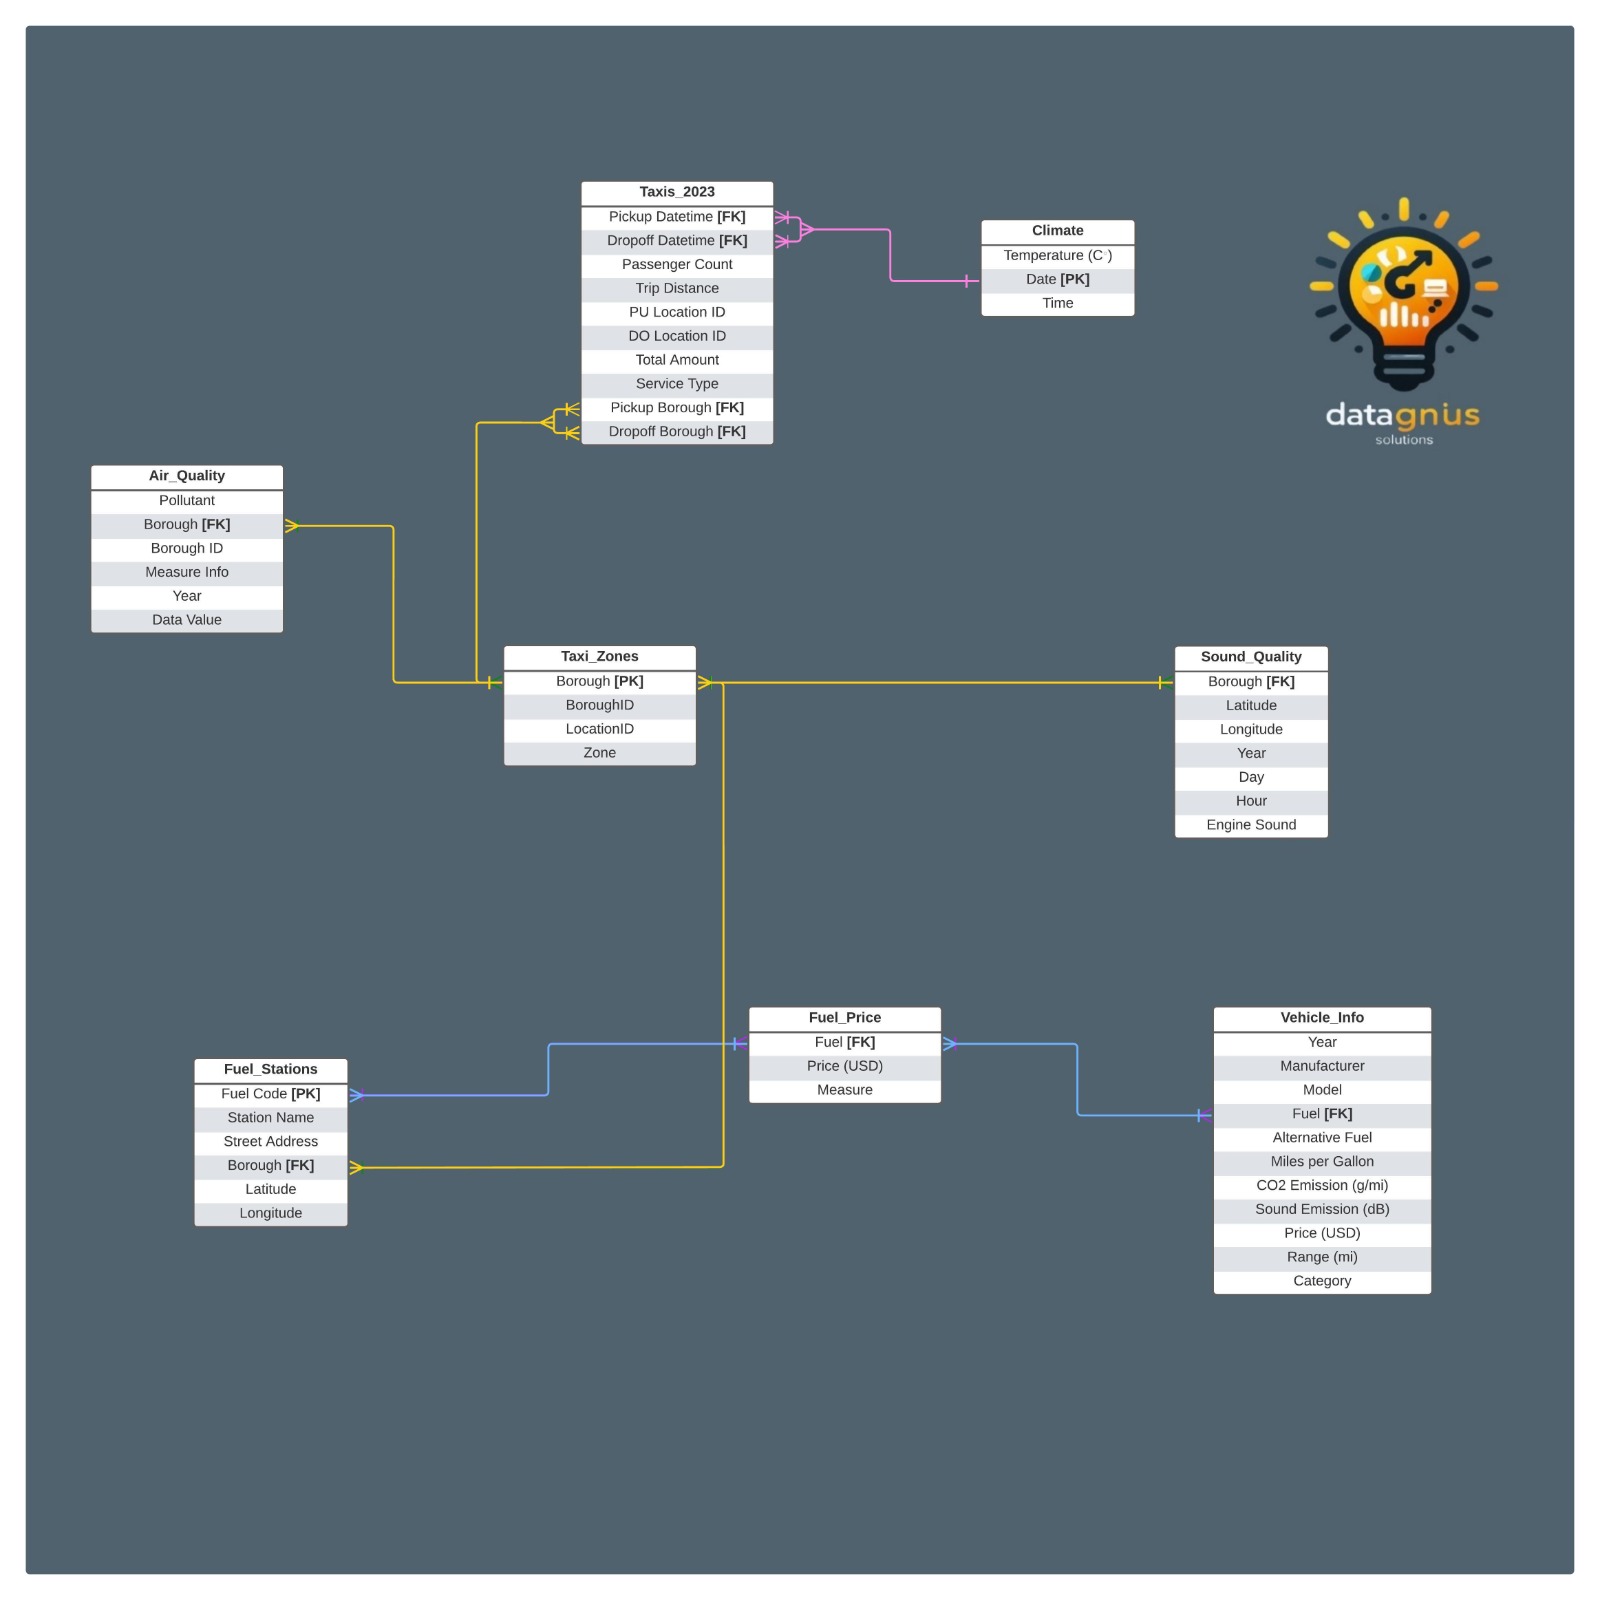 Taxis_2023
Pickup Datetime [FK]
Dropoff Datetime [FK]
Passenger Count
Trip Distance
PU Location ID
DO Location ID
Total Amount
Service Type
Pickup Borough [FK]
Dropoff Borough [FK]
Climate
Temperature (C°)
Date [PK]
Time
datagnius
solutions
Air_Quality
Pollutant
Borough [FK]
Borough ID
Measure Info
Year
Data Value
Taxi_Zones
Borough [PK]
BoroughID
LocationID
Zone
Sound_Quality
Borough [FK]
Latitude
Longitude
Year
Day
Hour
Engine Sound
Fuel_Stations
Fuel Code [PK]
Station Name
Street Address
Borough [FK]
Latitude
Longitude
Fuel_Price
Fuel [FK]
Price (USD)
Measure
Vehicle_Info
Year
Manufacturer
Model
Fuel [FK]
Alternative Fuel
Miles per Gallon
CO2 Emission (g/mi)
Sound Emission (dB)
Price (USD)
Range (mi)
Category